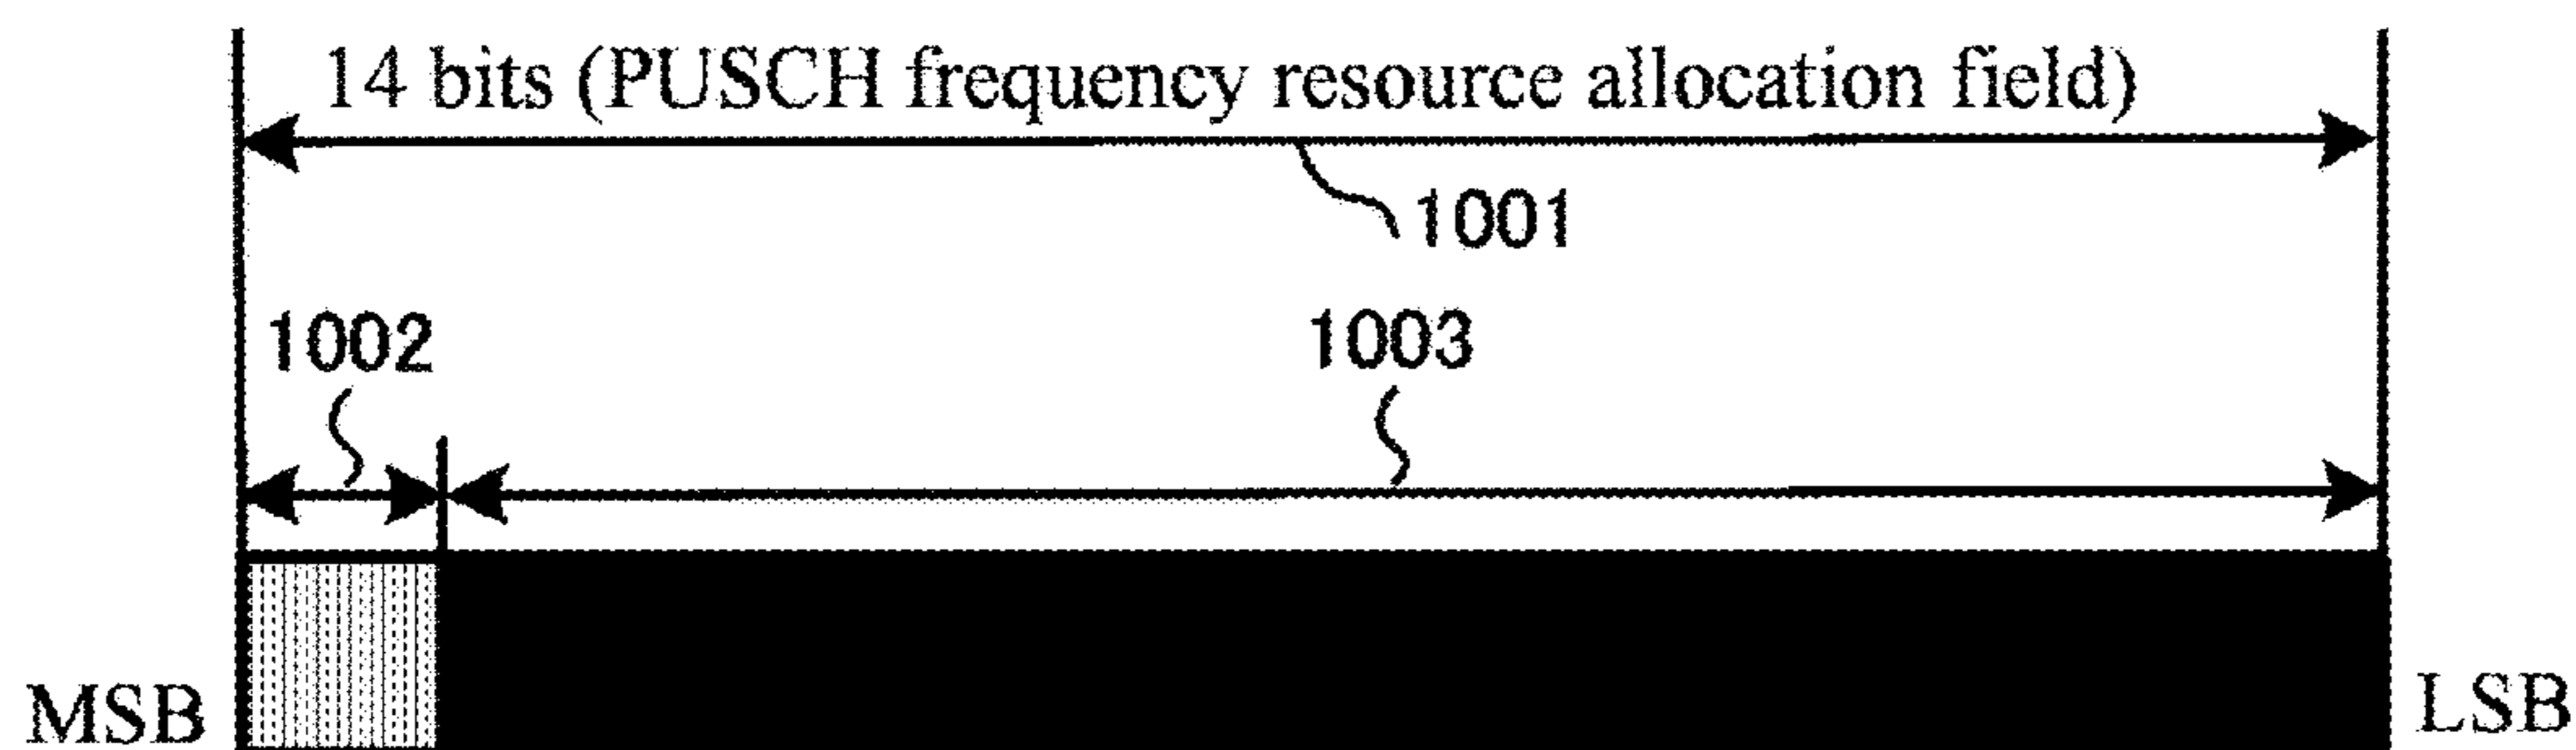 14 bits (PUSCH frequency resource allocation field)
1001
1002
1003
MSB
LSB